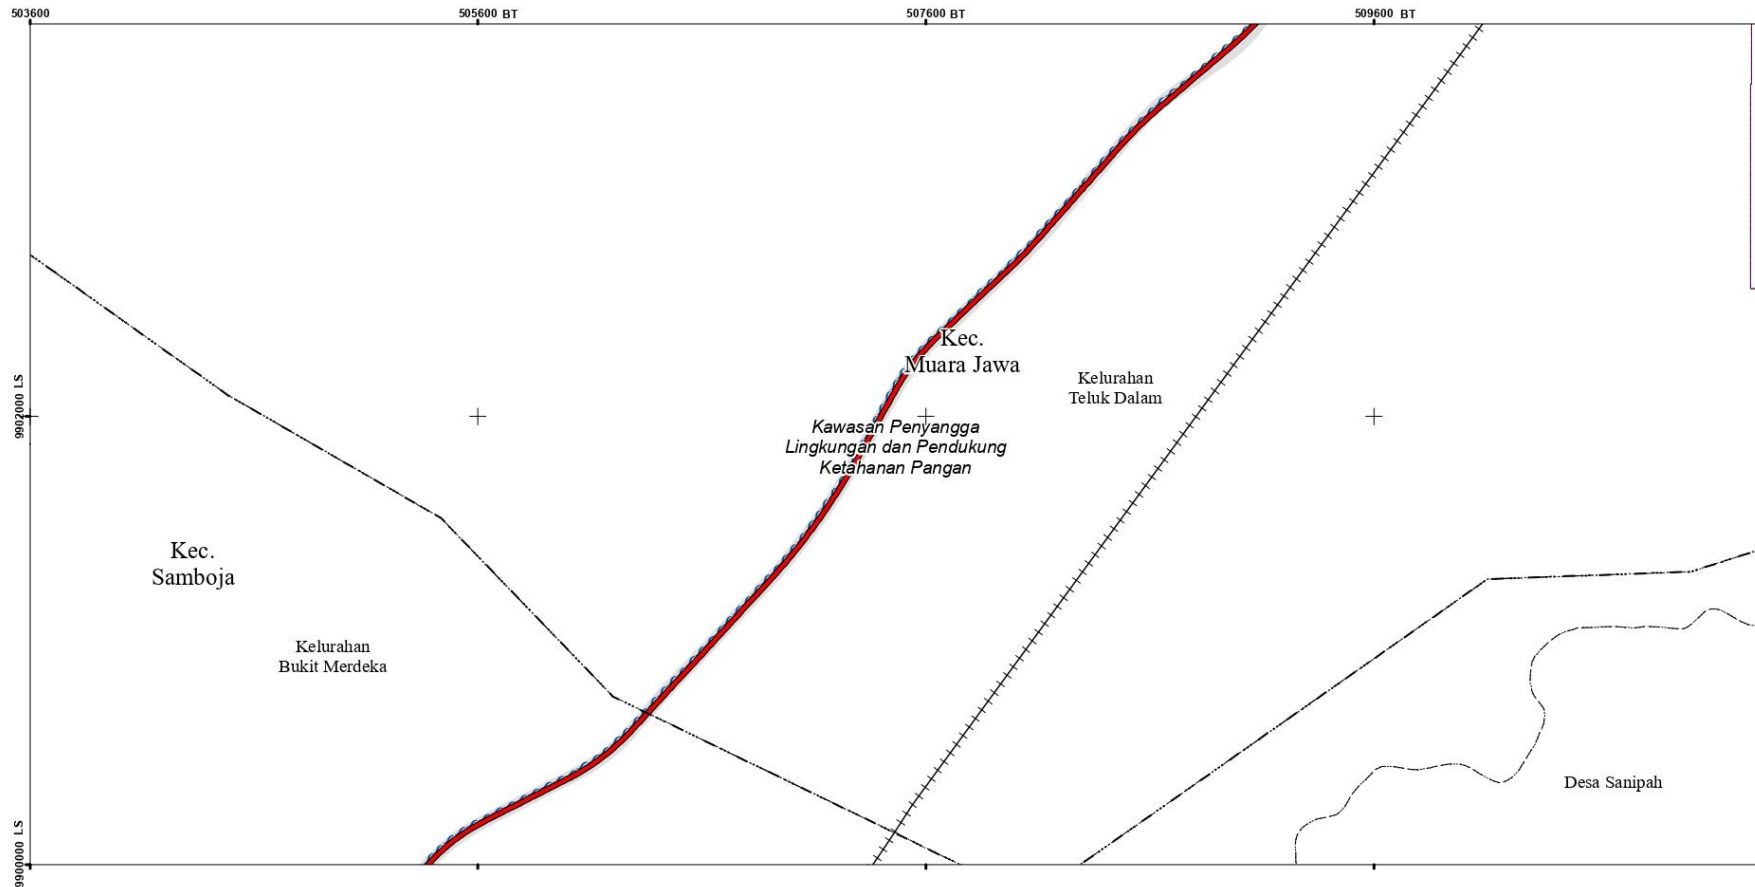 503600
505600 BT
507600 BT
509600 BT
Kec.
Muara Jawa
Kelurahan
Teluk Dalam
9902000 LS
Kawasan Penyangga
Lingkungan dan Pendukung
Ketahanan Pangan
Kec.
Samboja
Kelurahan
Bukit Merdeka
Desa Sanipah
9900000 LS